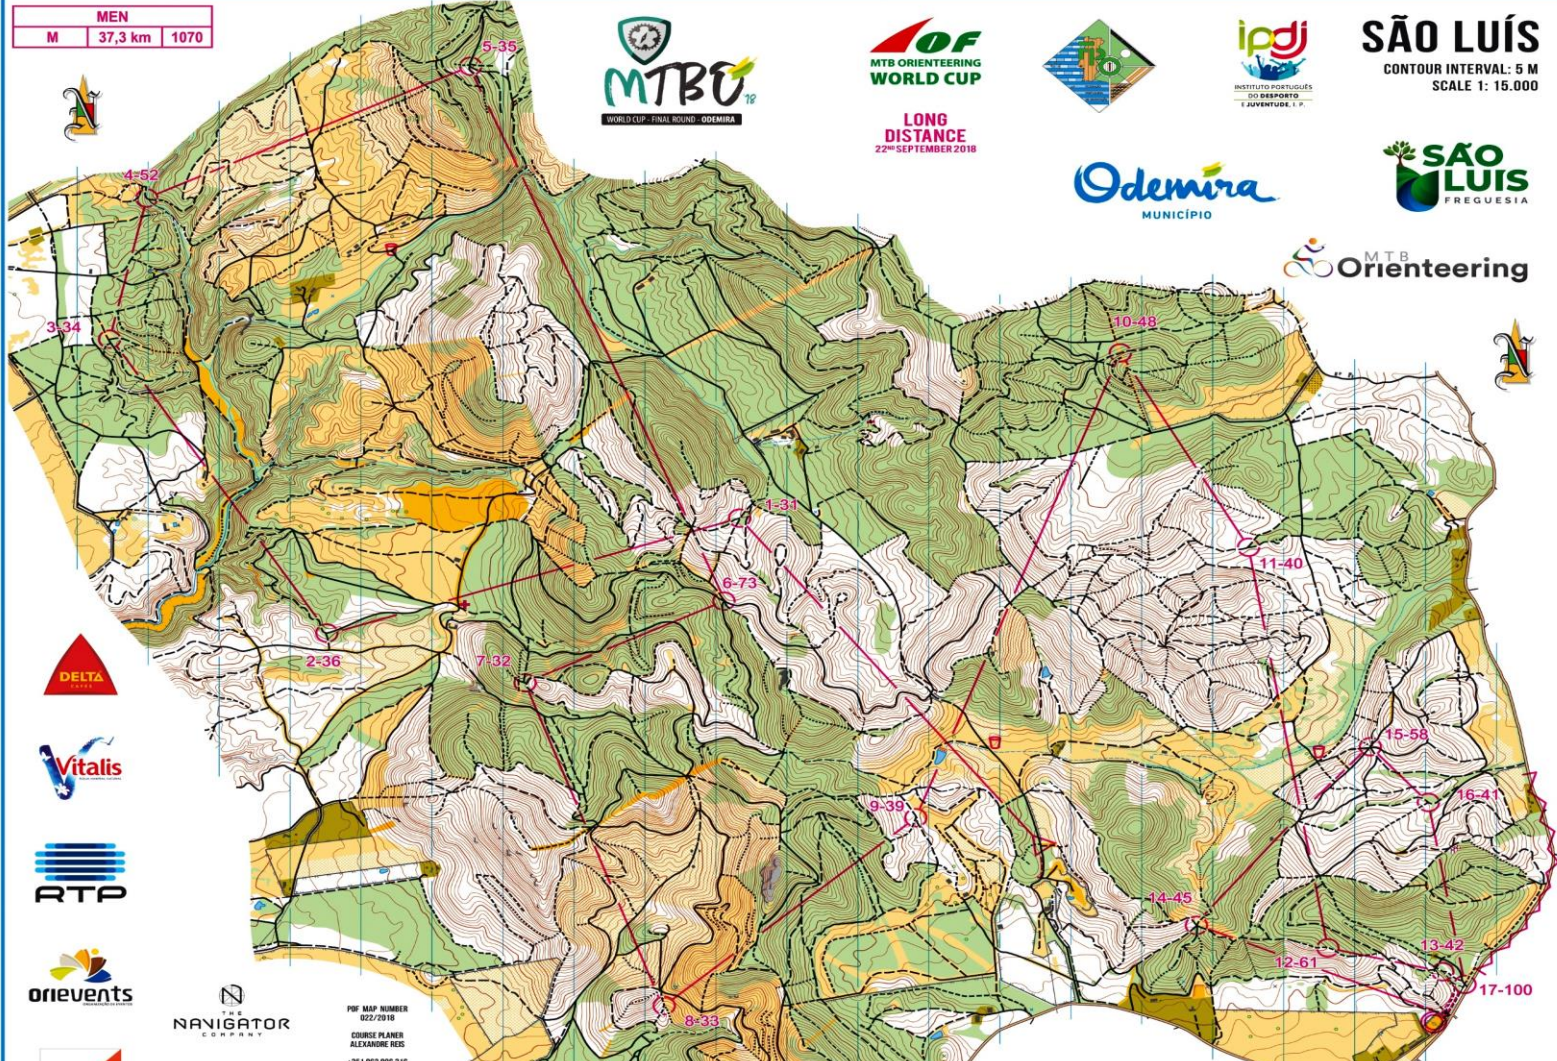 MEN
M 37,3 km 1070
N
MTBO '18
WORLD CUP - FINAL ROUND - ODEMIRA
IOF
MTB ORIENTEERING
WORLD CUP
LONG
DISTANCE
22ND SEPTEMBER 2018
ipdj
INSTITUTO PORTUGUÊS
DO DESPORTO
E JUVENTUDE, I. P.
SÃO LUÍS
CONTOUR INTERVAL: 5 M
SCALE 1: 15.000
Odemira
MUNICÍPIO
SÃO
LUIS
FREGUESIA
MTB
Orienteering
N
5-35
4-52
3-34
10-48
1-31
11-40
6-73
2-36
7-32
15-58
16-41
9-39
14-45
13-42
12-61
17-100
8-33
DELTA
CAFÉS
Vitalis
RTP
orievents
THE
NAVIGATOR
COMPANY
POF MAP NUMBER
022/2018
COURSE PLANER
ALEXANDRE REIS